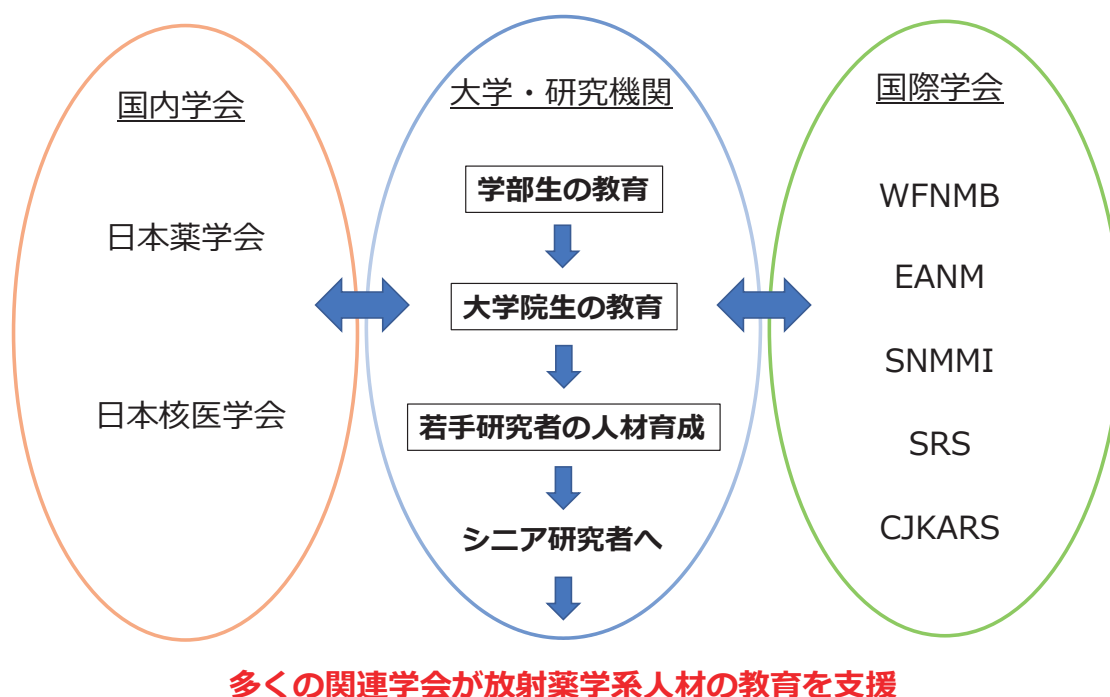 国内学会
日本薬学会
日本核医学会
大学・研究機関
学部生の教育
大学院生の教育
若手研究者の人材育成
シニア研究者へ
国際学会
WFNMB
EANM
SNMMI
SRS
CJKARS
多くの関連学会が放射薬学系人材の教育を支援